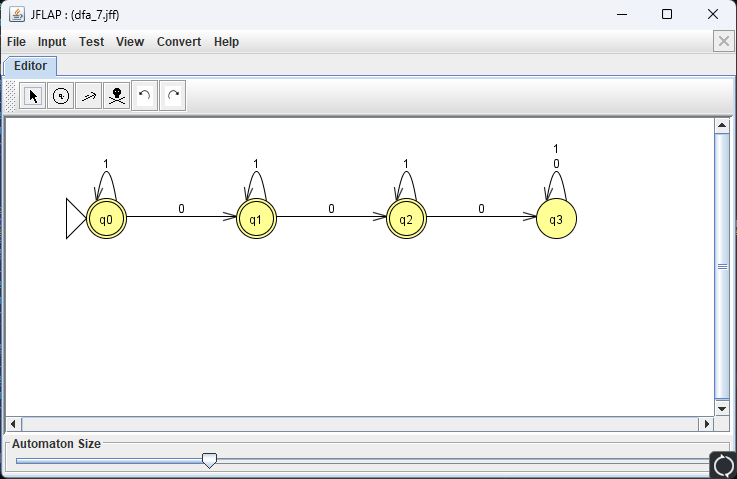 JFLAP : (dfa_7.jff)
File Input Test View Convert Help
Editor
1 1 1 1
0
0 0 0
q0 q1 q2 q3
Automaton Size